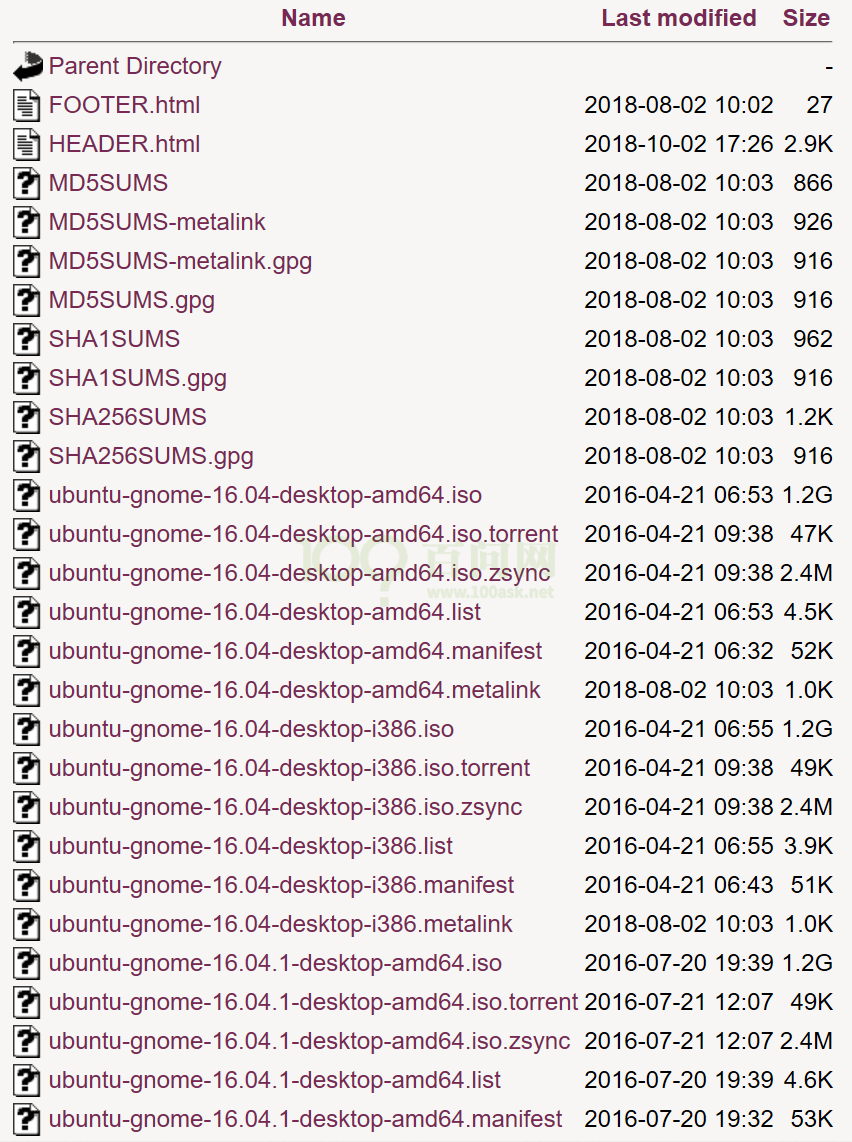 Name Last modified Size
Parent Directory -
FOOTER.html 2018-08-02 10:02 27
HEADER.html 2018-10-02 17:26 2.9K
MD5SUMS 2018-08-02 10:03 866
MD5SUMS-metalink 2018-08-02 10:03 926
MD5SUMS-metalink.gpg 2018-08-02 10:03 916
MD5SUMS.gpg 2018-08-02 10:03 916
SHA1SUMS 2018-08-02 10:03 962
SHA1SUMS.gpg 2018-08-02 10:03 916
SHA256SUMS 2018-08-02 10:03 1.2K
SHA256SUMS.gpg 2018-08-02 10:03 916
ubuntu-gnome-16.04-desktop-amd64.iso 2016-04-21 06:53 1.2G
ubuntu-gnome-16.04-desktop-amd64.iso.torrent 2016-04-21 09:38 47K
100? 百问网
ubuntu-gnome-16.04-desktop-amd64.iso.zsync 2016-04-21 09:38 2.4M
www.100ask.net
ubuntu-gnome-16.04-desktop-amd64.list 2016-04-21 06:53 4.5K
ubuntu-gnome-16.04-desktop-amd64.manifest 2016-04-21 06:32 52K
ubuntu-gnome-16.04-desktop-amd64.metalink 2018-08-02 10:03 1.0K
ubuntu-gnome-16.04-desktop-i386.iso 2016-04-21 06:55 1.2G
ubuntu-gnome-16.04-desktop-i386.iso.torrent 2016-04-21 09:38 49K
ubuntu-gnome-16.04-desktop-i386.iso.zsync 2016-04-21 09:38 2.4M
ubuntu-gnome-16.04-desktop-i386.list 2016-04-21 06:55 3.9K
ubuntu-gnome-16.04-desktop-i386.manifest 2016-04-21 06:43 51K
ubuntu-gnome-16.04-desktop-i386.metalink 2018-08-02 10:03 1.0K
ubuntu-gnome-16.04.1-desktop-amd64.iso 2016-07-20 19:39 1.2G
ubuntu-gnome-16.04.1-desktop-amd64.iso.torrent 2016-07-21 12:07 49K
ubuntu-gnome-16.04.1-desktop-amd64.iso.zsync 2016-07-21 12:07 2.4M
ubuntu-gnome-16.04.1-desktop-amd64.list 2016-07-20 19:39 4.6K
ubuntu-gnome-16.04.1-desktop-amd64.manifest 2016-07-20 19:32 53K